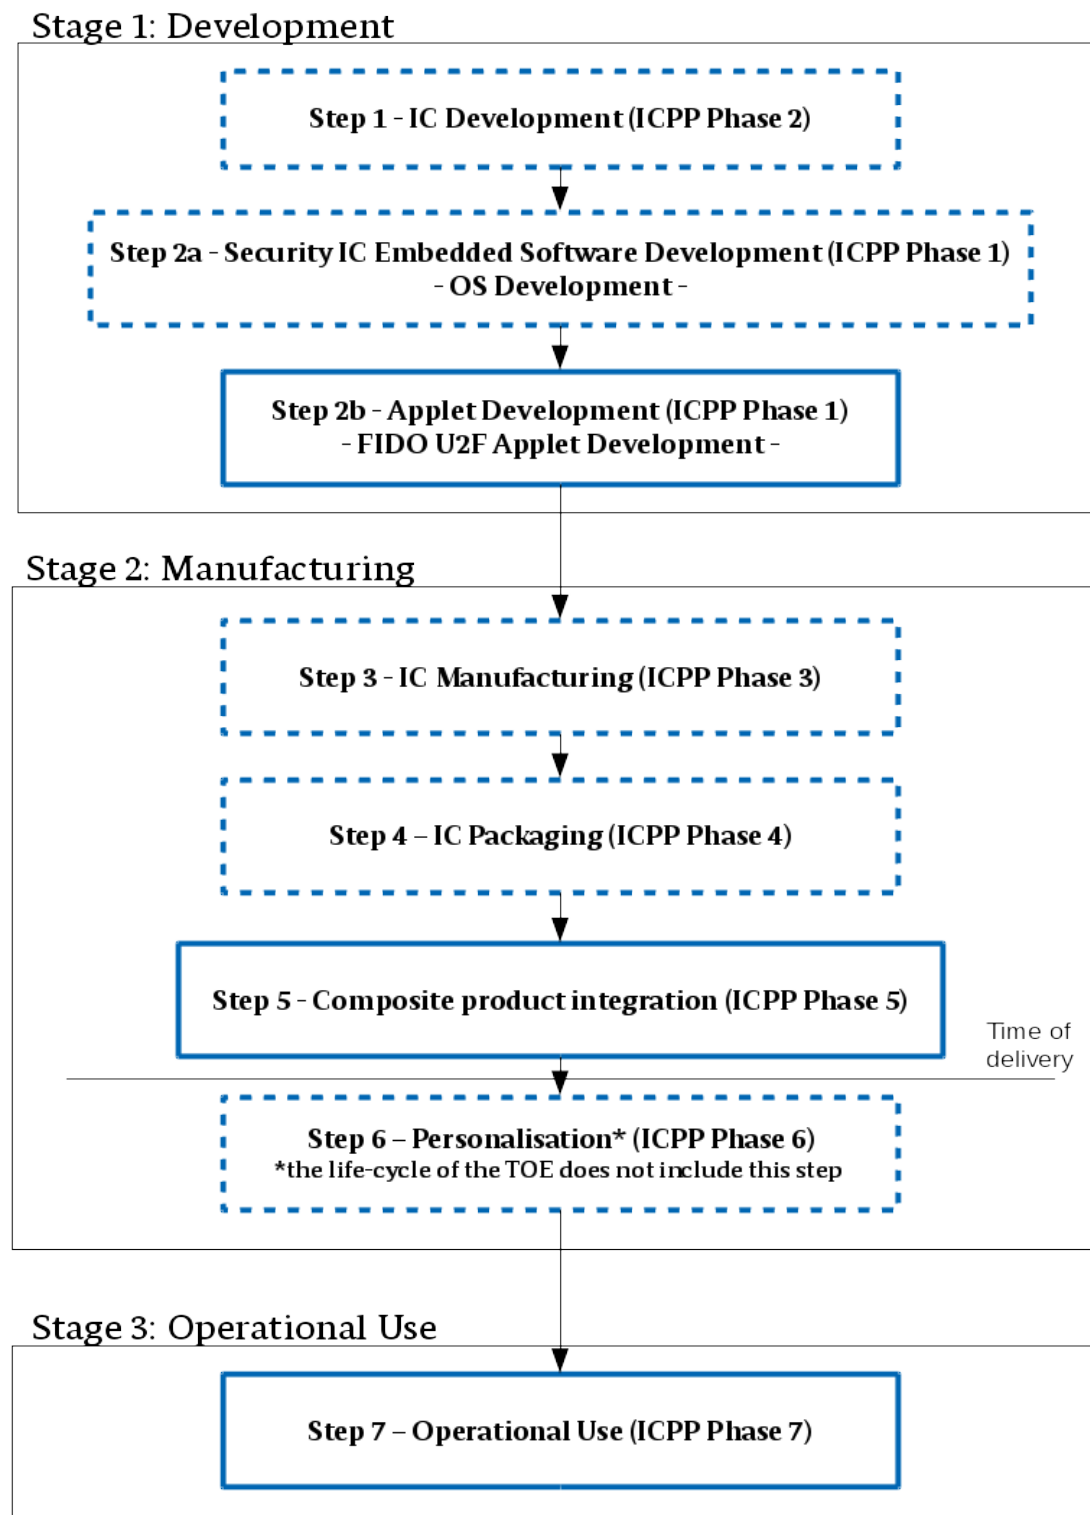 Stage 1: Development
Step 1 - IC Development (ICPP Phase 2)
Step 2a - Security IC Embedded Software Development (ICPP Phase 1)
- OS Development -
Step 2b - Applet Development (ICPP Phase 1)
- FIDO U2F Applet Development -
Stage 2: Manufacturing
Step 3 - IC Manufacturing (ICPP Phase 3)
Step 4 – IC Packaging (ICPP Phase 4)
Step 5 - Composite product integration (ICPP Phase 5)
Time of
delivery
Step 6 – Personalisation* (ICPP Phase 6)
*the life-cycle of the TOE does not include this step
Stage 3: Operational Use
Step 7 – Operational Use (ICPP Phase 7)